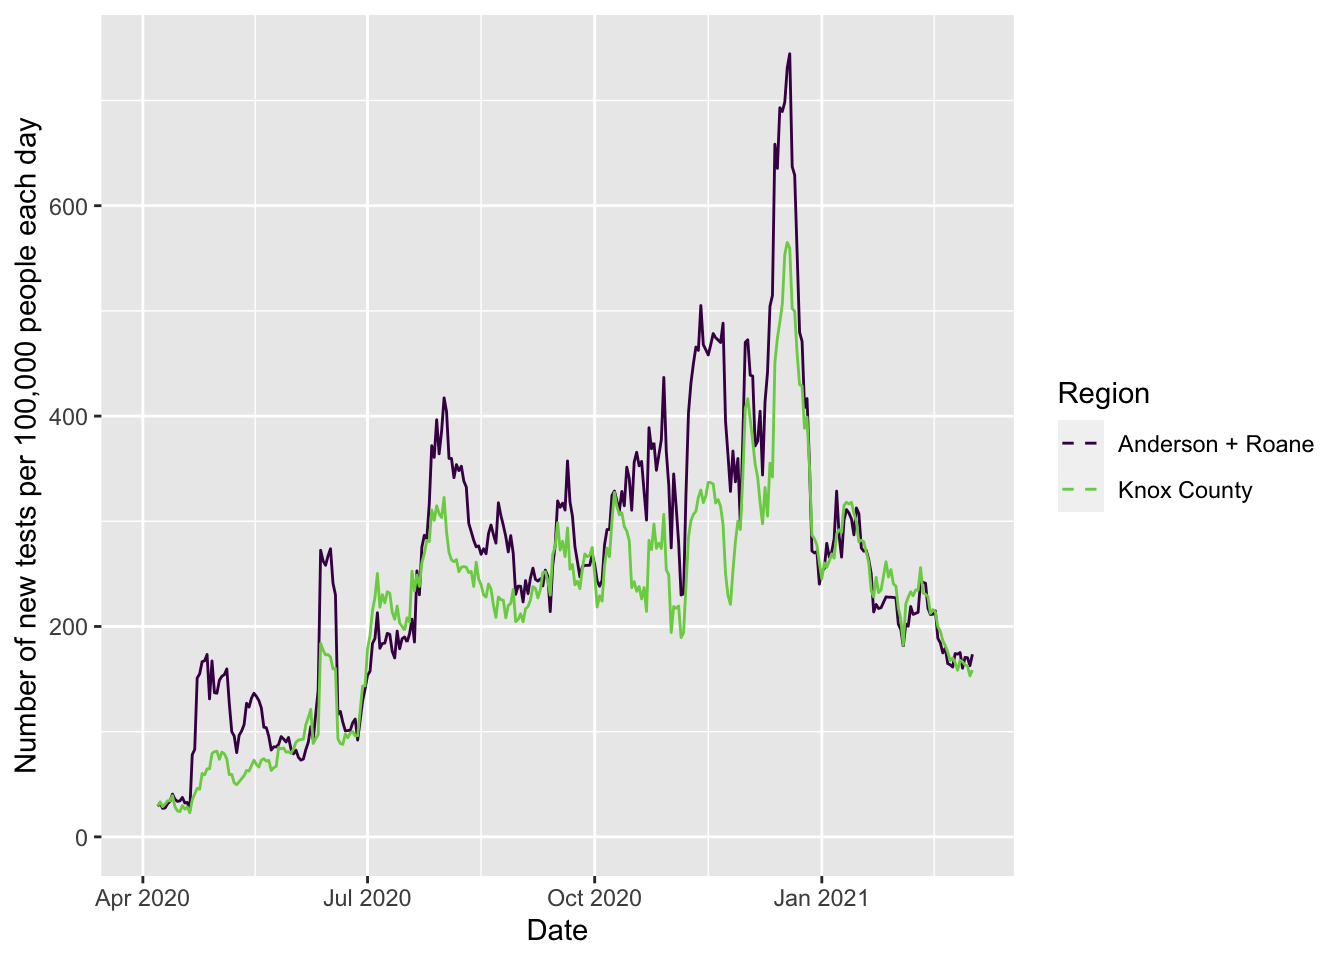 Number of new tests per 100,000 people each day
600
400
200
0
Apr 2020
Jul 2020
Oct 2020
Jan 2021
Date
Region
Anderson + Roane
Knox County